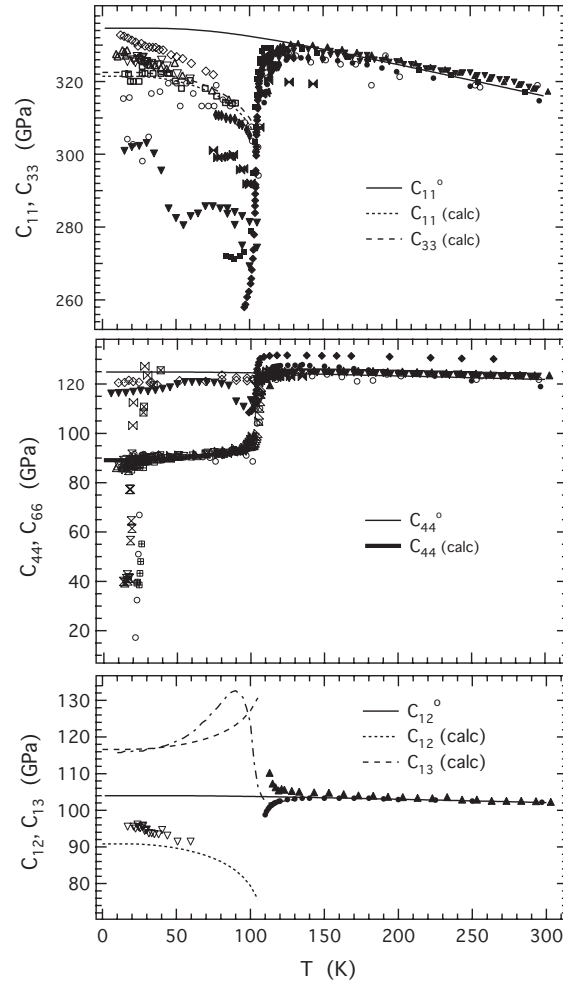 C11, C33 (GPa)
320
300
280
260
C11°
C11 (calc)
C33 (calc)
C44, C66 (GPa)
120
100
80
60
40
20
C44°
C44 (calc)
C12, C13 (GPa)
130
120
110
100
90
80
C12°
C12 (calc)
C13 (calc)
0 50 100 150 200 250 300
T (K)